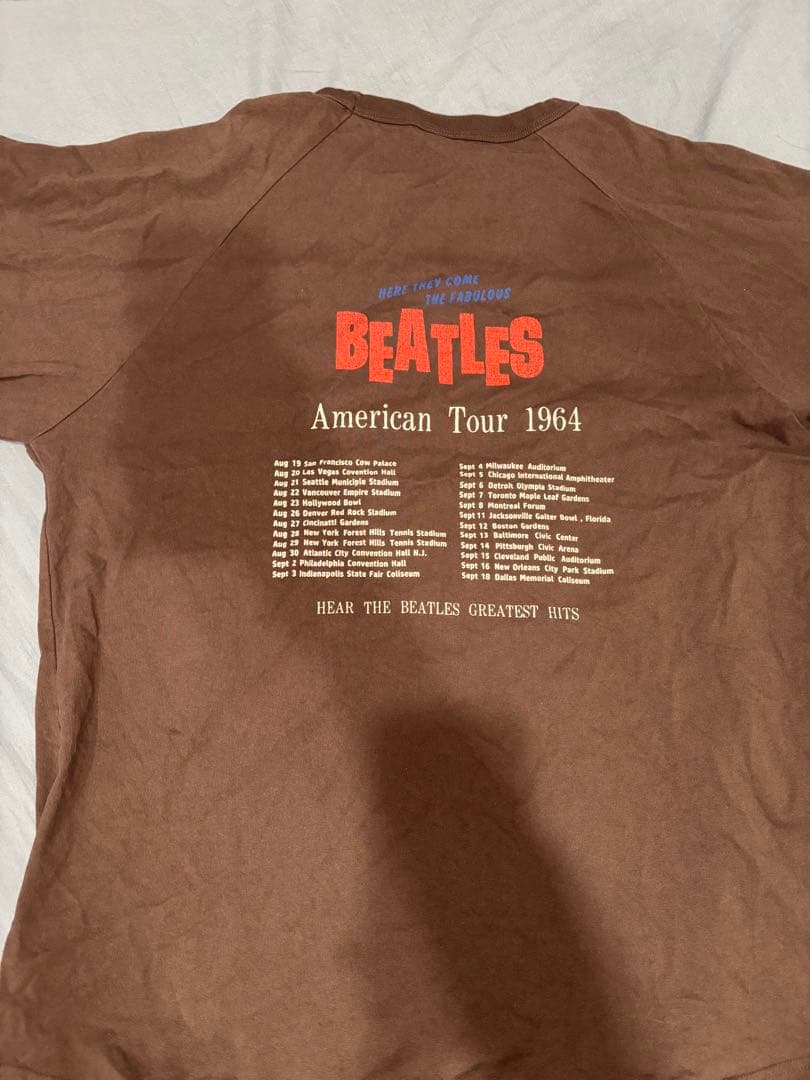 HERE THEY COME
THE FABULOUS
BEATLES
American Tour 1964
Aug 19 San Francisco Cow Palace
Aug 20 Las Vegas Covention Hall
Aug 21 Seattle Municiple Stadium
Aug 22 Vancouver Empire Stadium
Aug 23 Hollywood Bowl
Aug 26 Denver Red Rock Stadium
Aug 27 Cincinatti Gardens
Aug 28 New York Forest Hills Tennis Stadium
Aug 29 New York Forest Hills Tennis Stadium
Aug 30 Atlantic City Convention Hall N.J.
Sept 2 Philadelphia Convention Hall
Sept 3 Indianapolis State Fair Coliseum
Sept 4 Milwaukee Auditorium
Sept 5 Chicago International Amphitheater
Sept 6 Detroit Olympia Stadium
Sept 7 Toronto Maple Leaf Gardens
Sept 8 Montreal Forum
Sept 11 Jacksonville Gaiter Bowl , Florida
Sept 12 Boston Gardens
Sept 13 Baltimore Civic Center
Sept 14 Pittsburgh Civic Arena
Sept 15 Cleveland Public Auditorium
Sept 16 New Orleans City Park Stadium
Sept 18 Dallas Memorial Coliseum
HEAR THE BEATLES GREATEST HITS